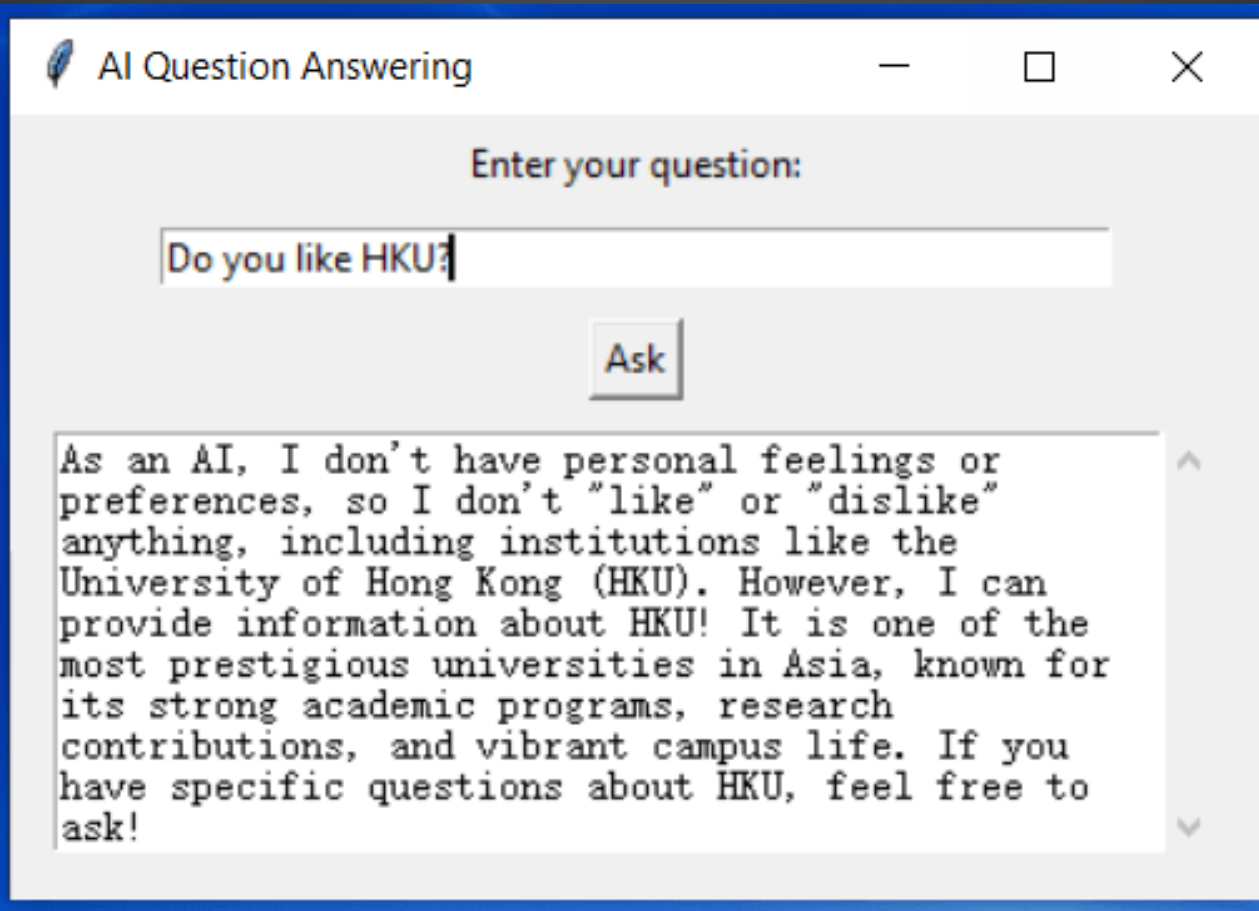 AI Question Answering
Enter your question:
Do you like HKU?
Ask
As an AI, I don't have personal feelings or
preferences, so I don't "like" or "dislike"
anything, including institutions like the
University of Hong Kong (HKU). However, I can
provide information about HKU! It is one of the
most prestigious universities in Asia, known for
its strong academic programs, research
contributions, and vibrant campus life. If you
have specific questions about HKU, feel free to
ask!